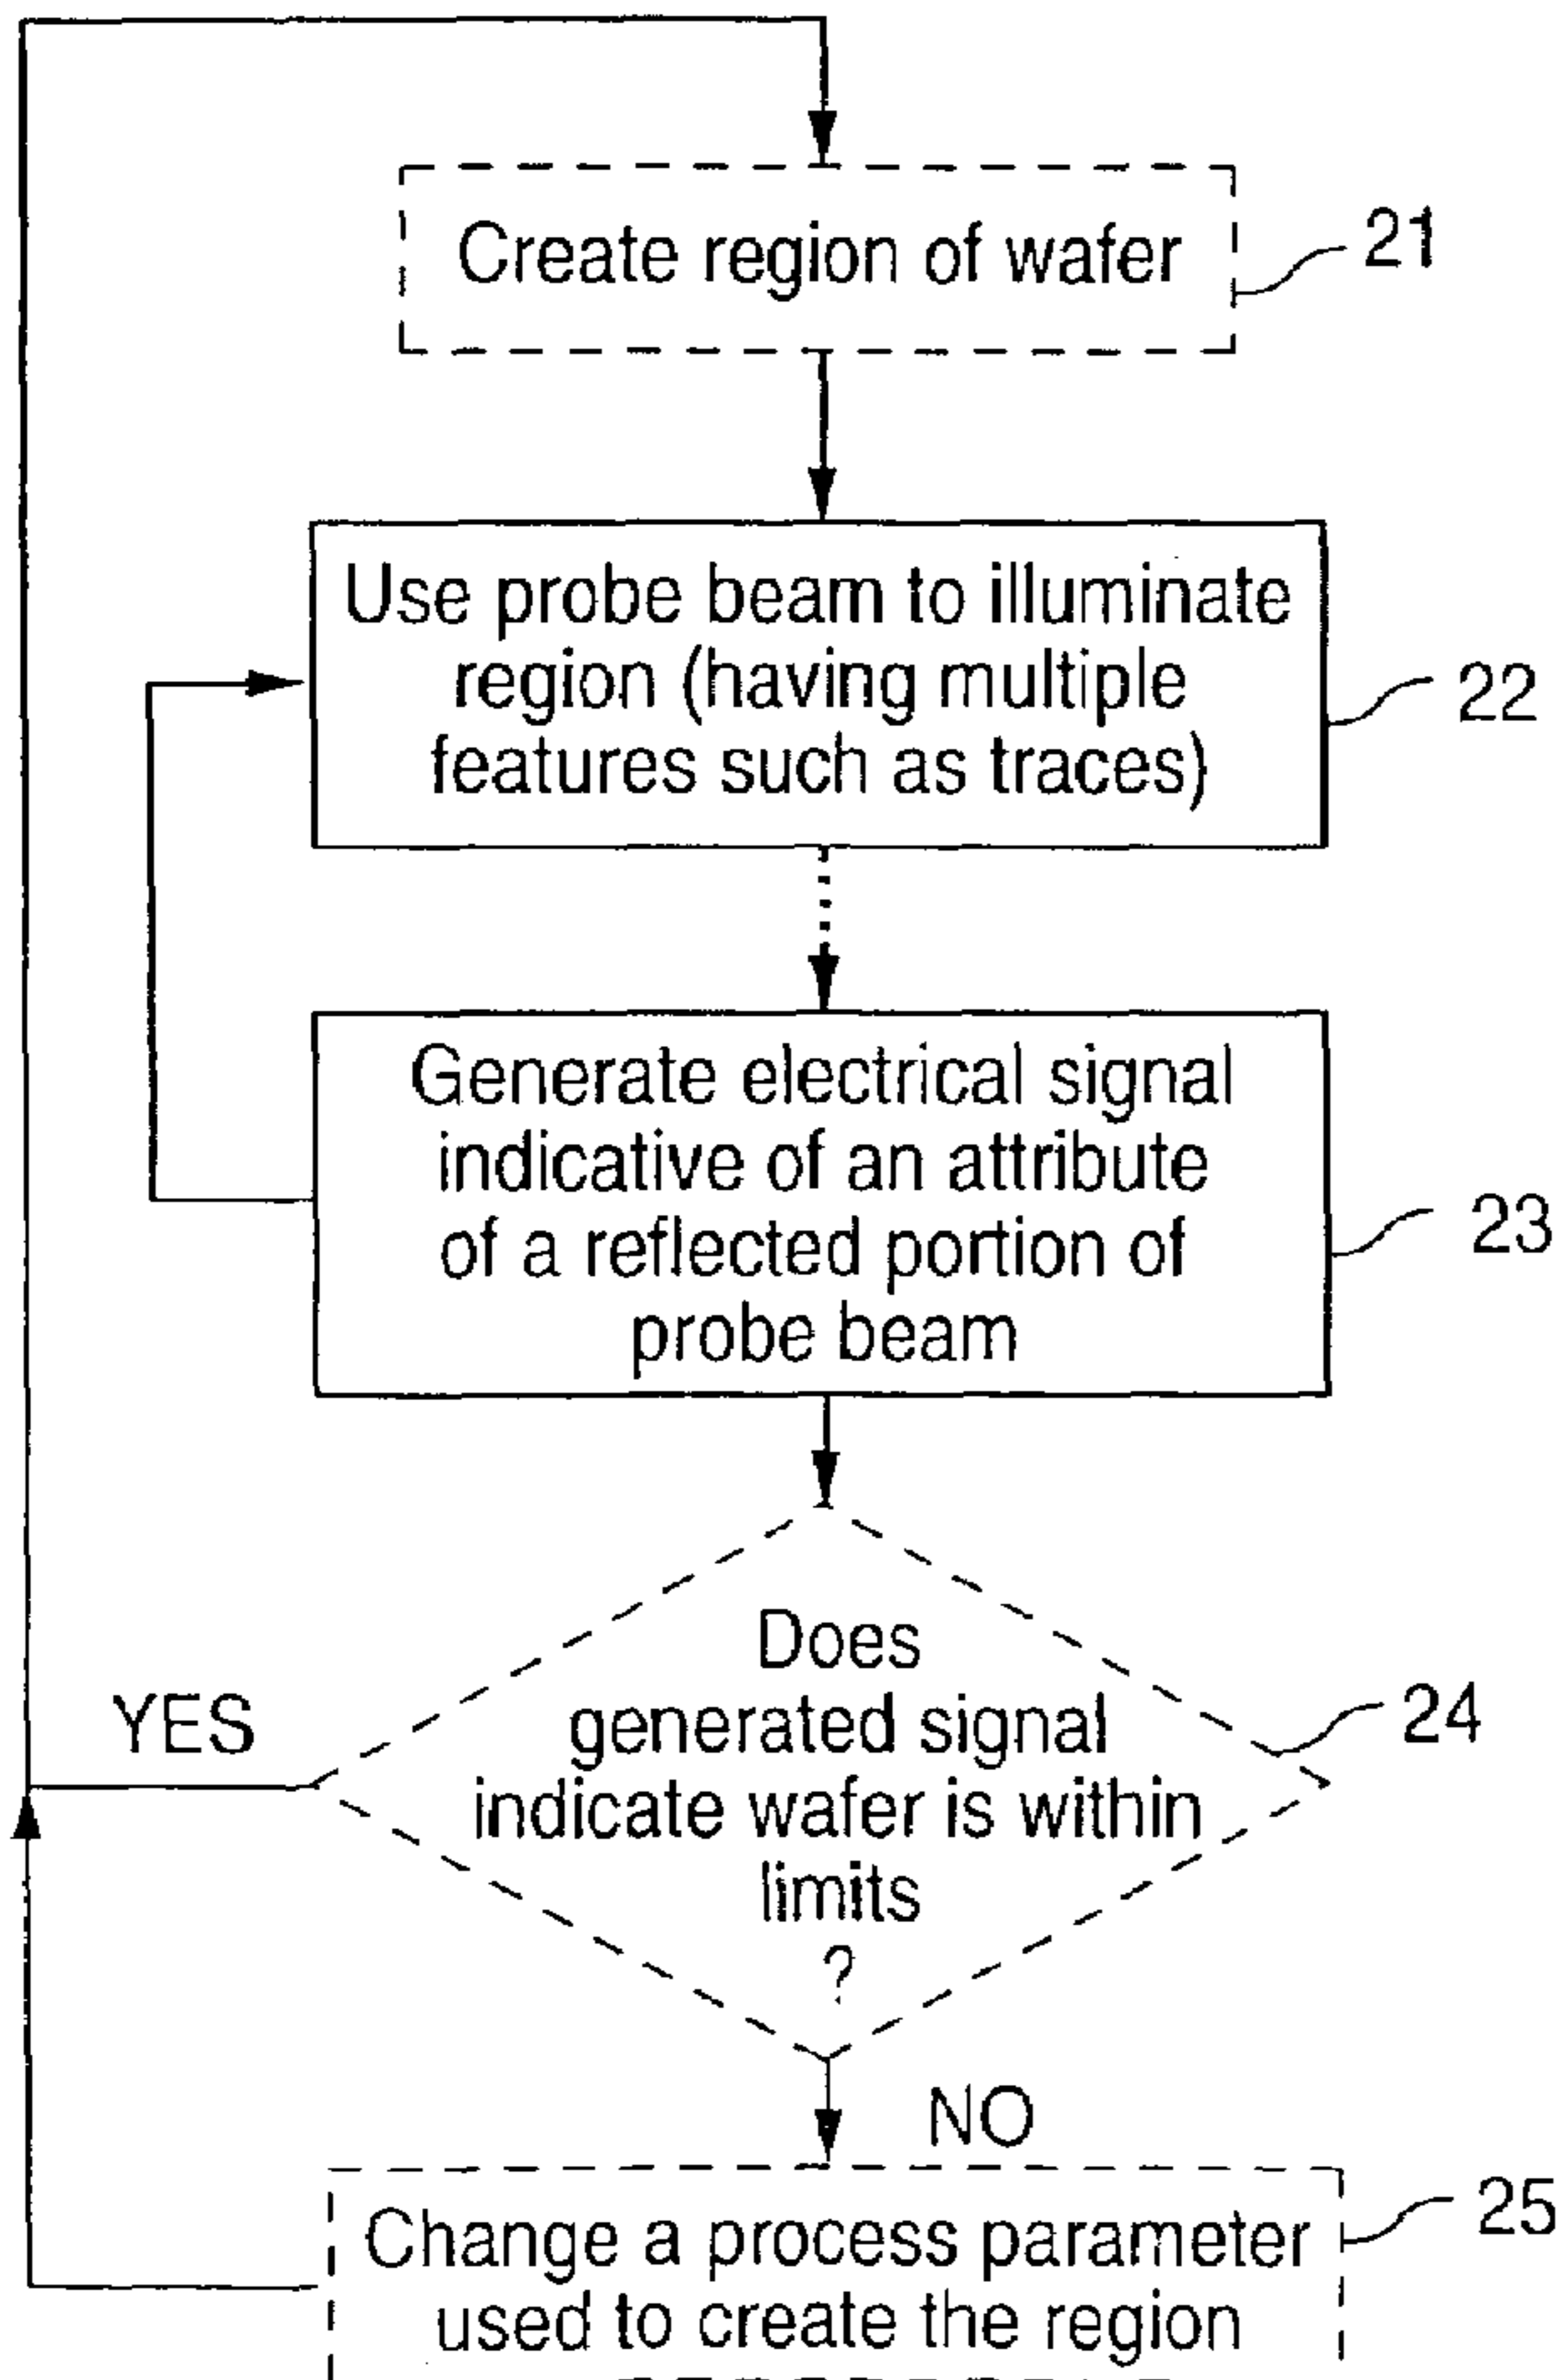 Create region of wafer
21
Use probe beam to illuminate
region (having multiple
features such as traces)
22
Generate electrical signal
indicative of an attribute
of a reflected portion of
probe beam
23
Does
generated signal
indicate wafer is within
limits
?
24
YES
NO
Change a process parameter
used to create the region
25